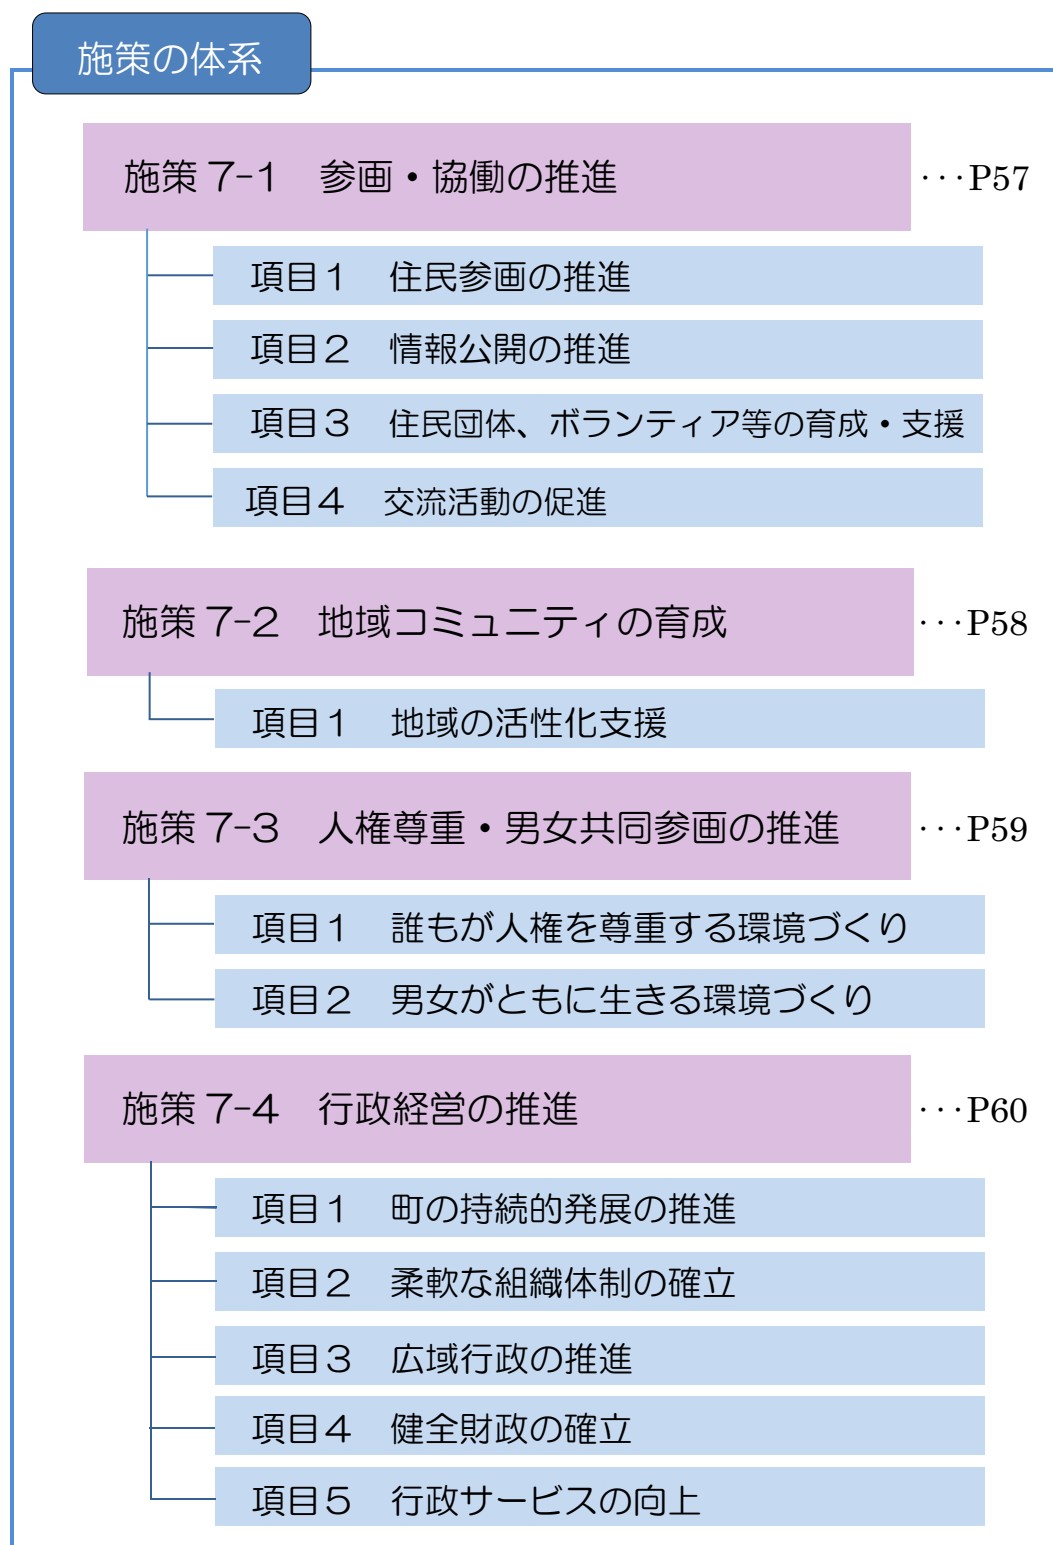 施策の体系
施策 7-1　参画・協働の推進　･･･P57
項目１　住民参画の推進
項目２　情報公開の推進
項目３　住民団体、ボランティア等の育成・支援
項目４　交流活動の促進
施策 7-2　地域コミュニティの育成　･･･P58
項目１　地域の活性化支援
施策 7-3　人権尊重・男女共同参画の推進　･･･P59
項目１　誰もが人権を尊重する環境づくり
項目２　男女がともに生きる環境づくり
施策 7-4　行政経営の推進　･･･P60
項目１　町の持続的発展の推進
項目２　柔軟な組織体制の確立
項目３　広域行政の推進
項目４　健全財政の確立
項目５　行政サービスの向上